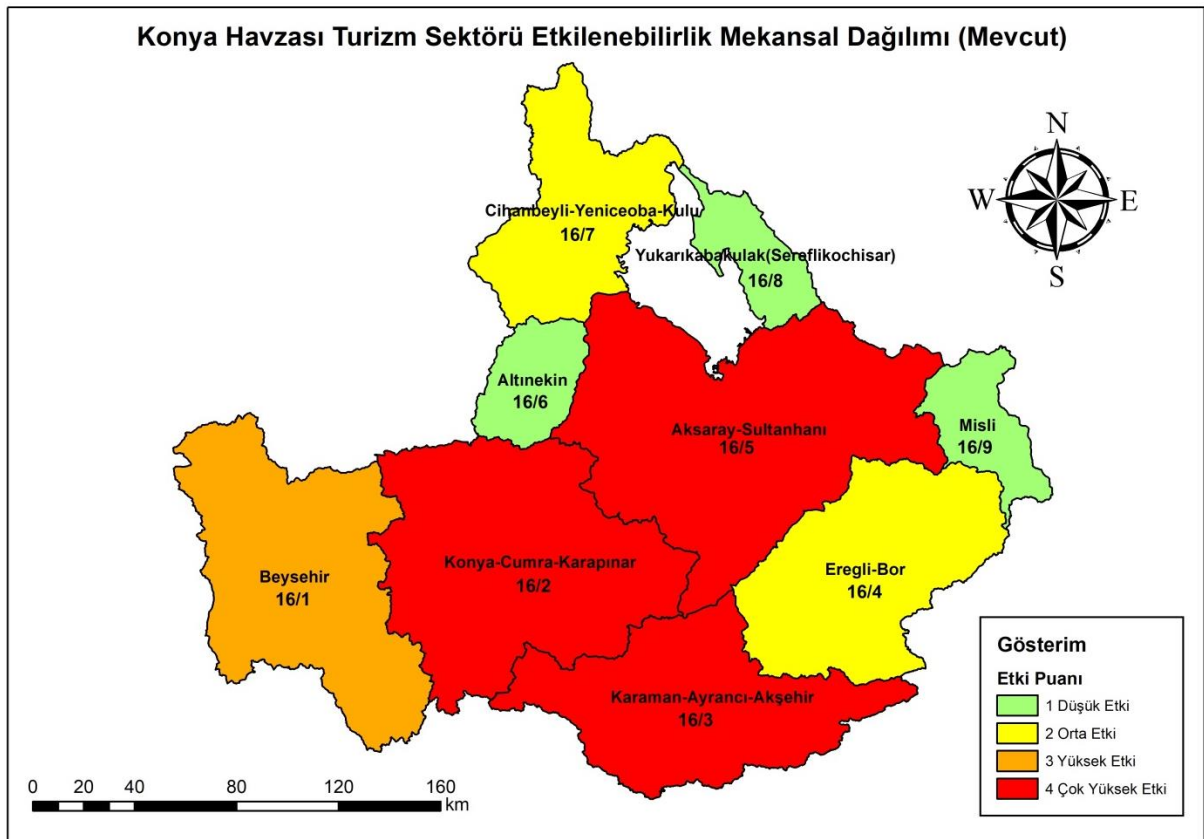 Konya Havzası Turizm Sektörü Etkilenebilirlik Mekansal Dağılımı (Mevcut)
N
W
E
S
Cihanbeyli-Yeniceoba-Kulu
16/7
Yukarıkabakulak(Sereflikochisar)
16/8
Altınekin
16/6
Aksaray-Sultanhanı
16/5
Misli
16/9
Beysehir
16/1
Konya-Cumra-Karapınar
16/2
Eregli-Bor
16/4
Karaman-Ayrancı-Akşehir
16/3
Gösterim
Etki Puanı
1 Düşük Etki
2 Orta Etki
3 Yüksek Etki
4 Çok Yüksek Etki
0 20 40 80 120 160
km